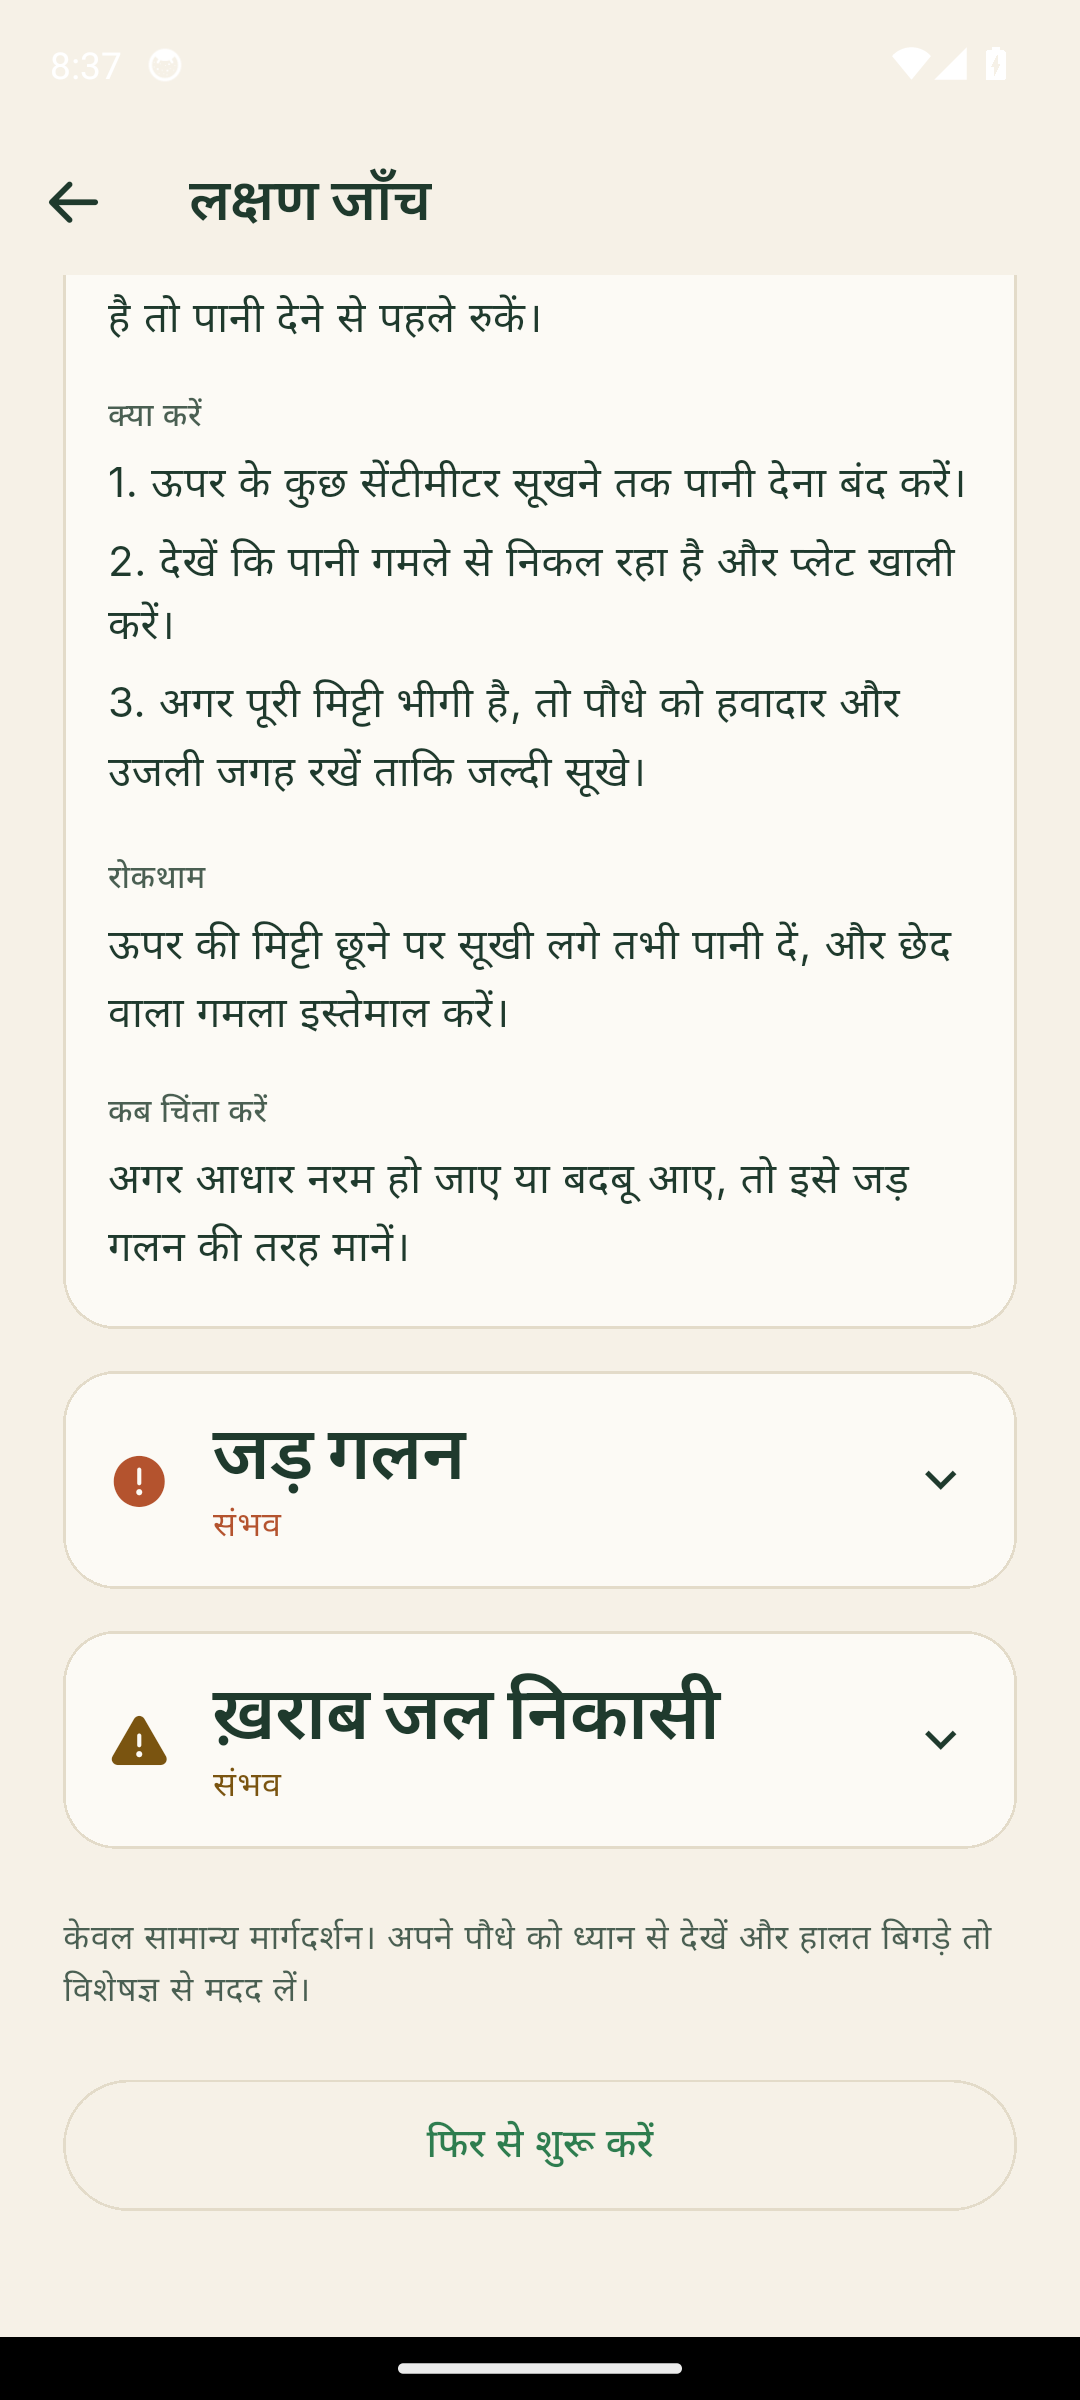 8:37
लक्षण जाँच
है तो पानी देने से पहले रुकें।
क्या करें
1. ऊपर के कुछ सेंटीमीटर सूखने तक पानी देना बंद करें।
2. देखें कि पानी गमले से निकल रहा है और प्लेट खाली
करें।
3. अगर पूरी मिट्टी भीगी है, तो पौधे को हवादार और
उजली जगह रखें ताकि जल्दी सूखे।
रोकथाम
ऊपर की मिट्टी छूने पर सूखी लगे तभी पानी दें, और छेद
वाला गमला इस्तेमाल करें।
कब चिंता करें
अगर आधार नरम हो जाए या बदबू आए, तो इसे जड़
गलन की तरह मानें।
जड़ गलन
संभव
ख़राब जल निकासी
संभव
केवल सामान्य मार्गदर्शन। अपने पौधे को ध्यान से देखें और हालत बिगड़े तो
विशेषज्ञ से मदद लें।
फिर से शुरू करें